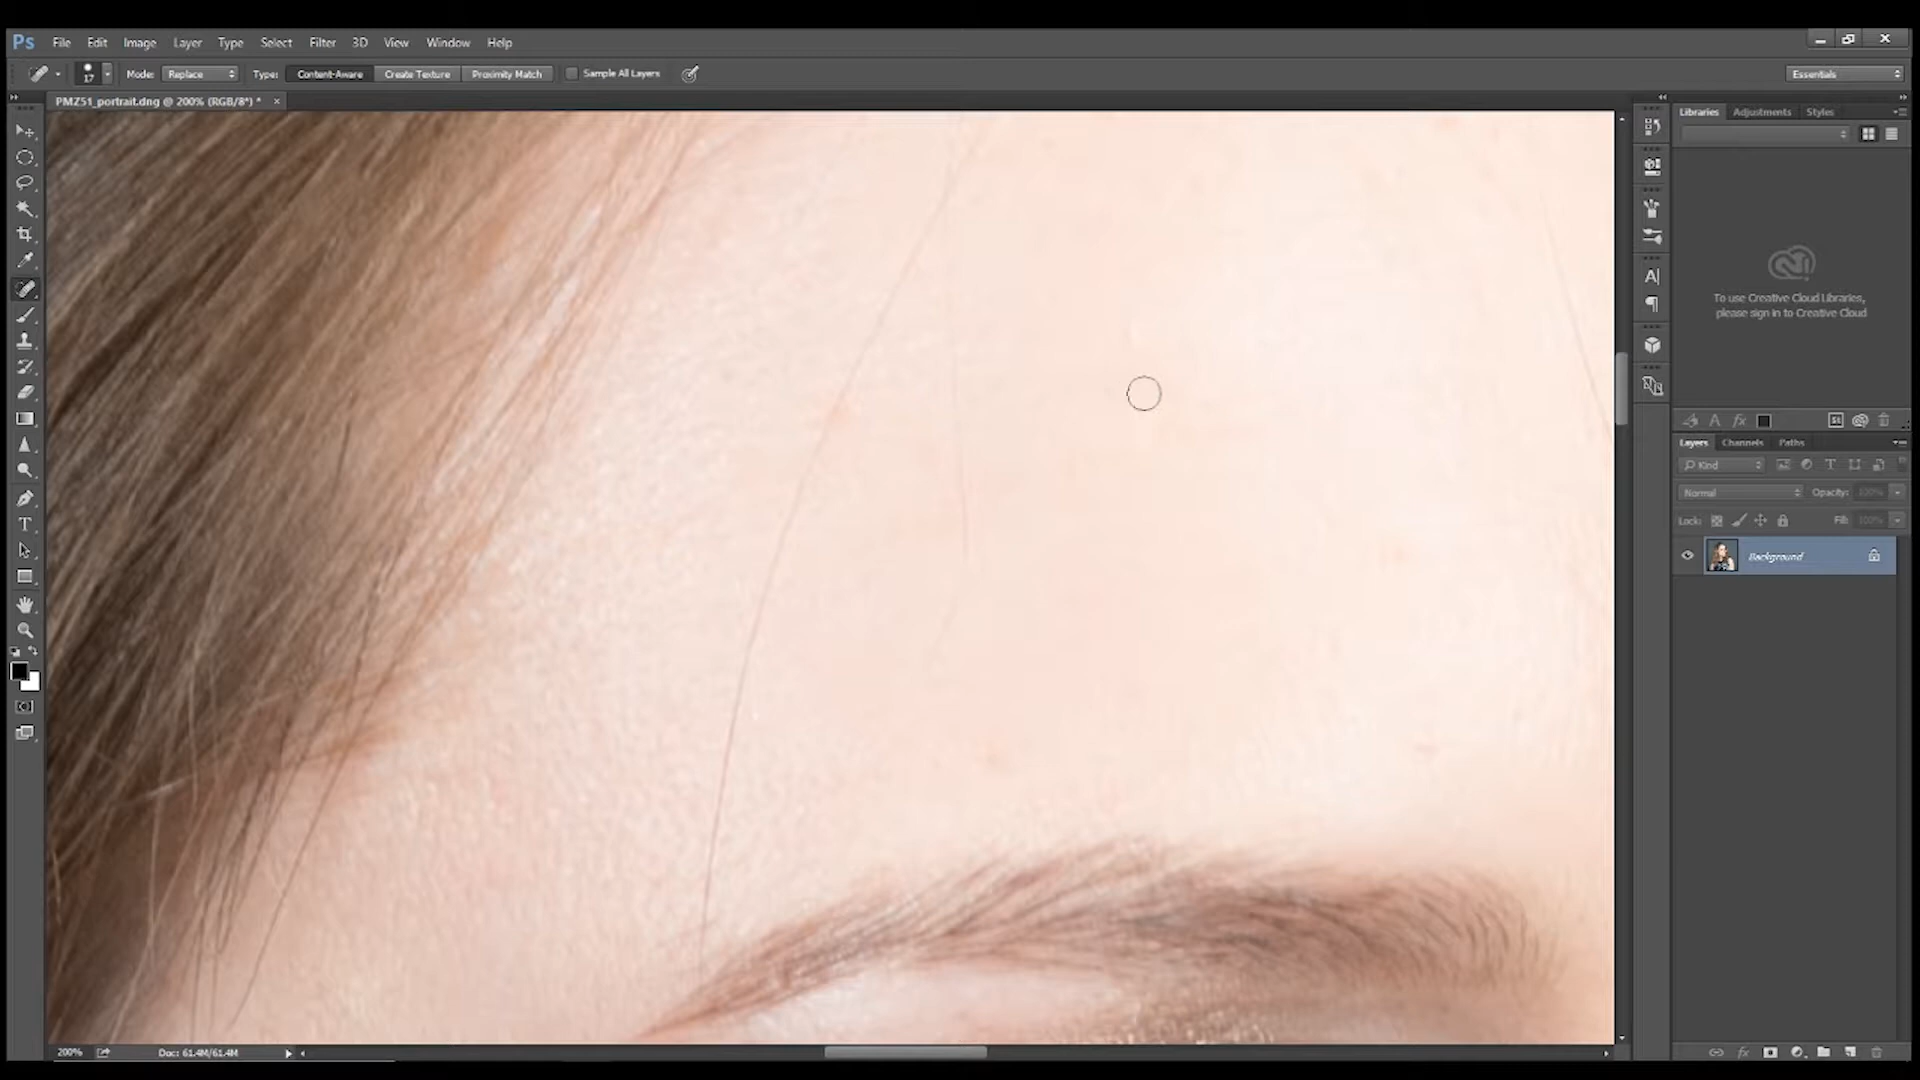 Ps File Edit Image Layer Type Select Filter 3D View Window Help
17 Mode: Replace Type: Content-Aware Create Texture Proximity Match Sample All Layers Essentials
PMZ51_portrait.dng @ 200% (RGB/8*) * ×
Libraries Adjustments Styles
To use Creative Cloud Libraries,
please sign in to Creative Cloud
Layers Channels Paths
Kind
Normal Opacity: 100%
Lock: Fill: 100%
Background
200% Doc: 61.4M/61.4M